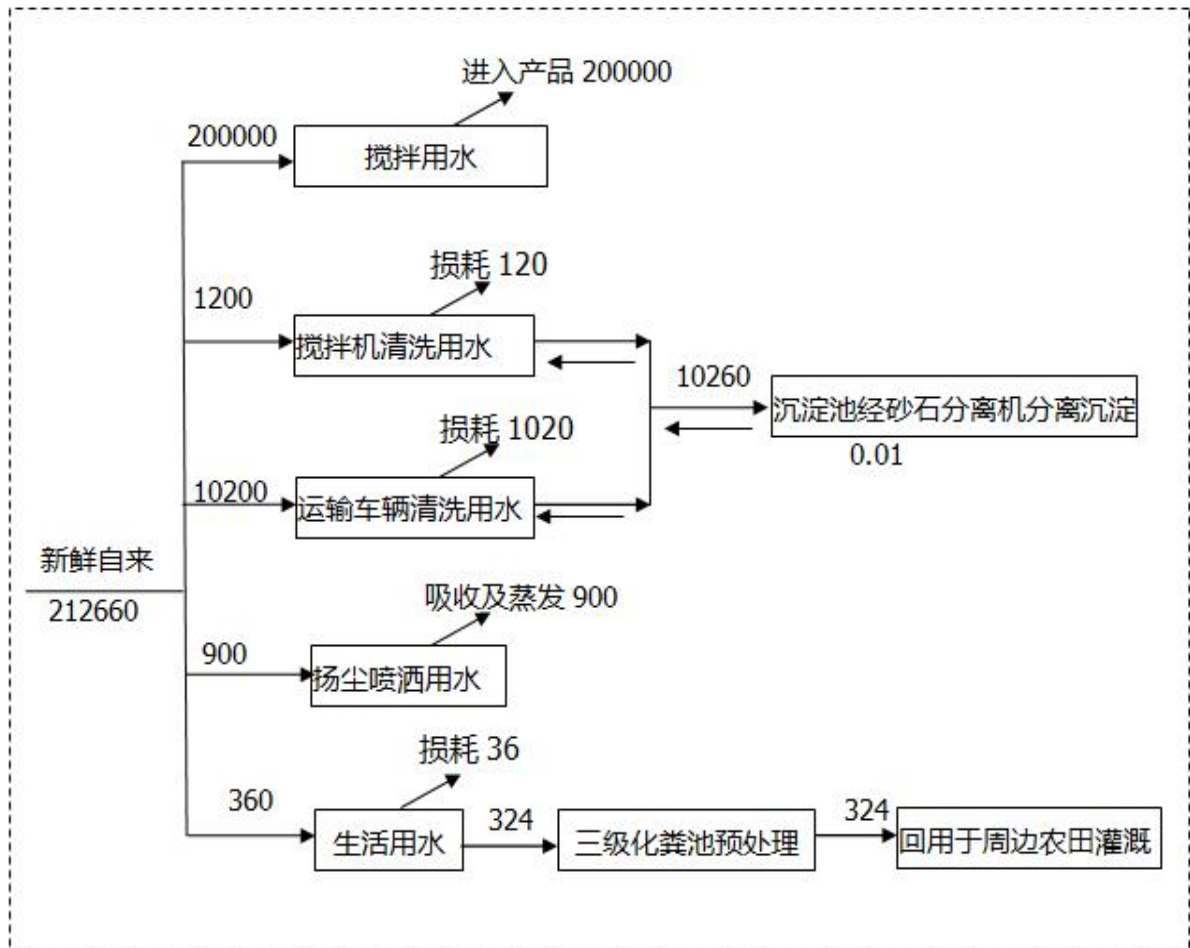 进入产品 200000
200000
搅拌用水
损耗 120
1200
搅拌机清洗用水
10260
沉淀池经砂石分离机分离沉淀
0.01
损耗 1020
10200
运输车辆清洗用水
新鲜自来
212660
吸收及蒸发 900
900
扬尘喷洒用水
损耗 36
360
生活用水
324
三级化粪池预处理
324
回用于周边农田灌溉